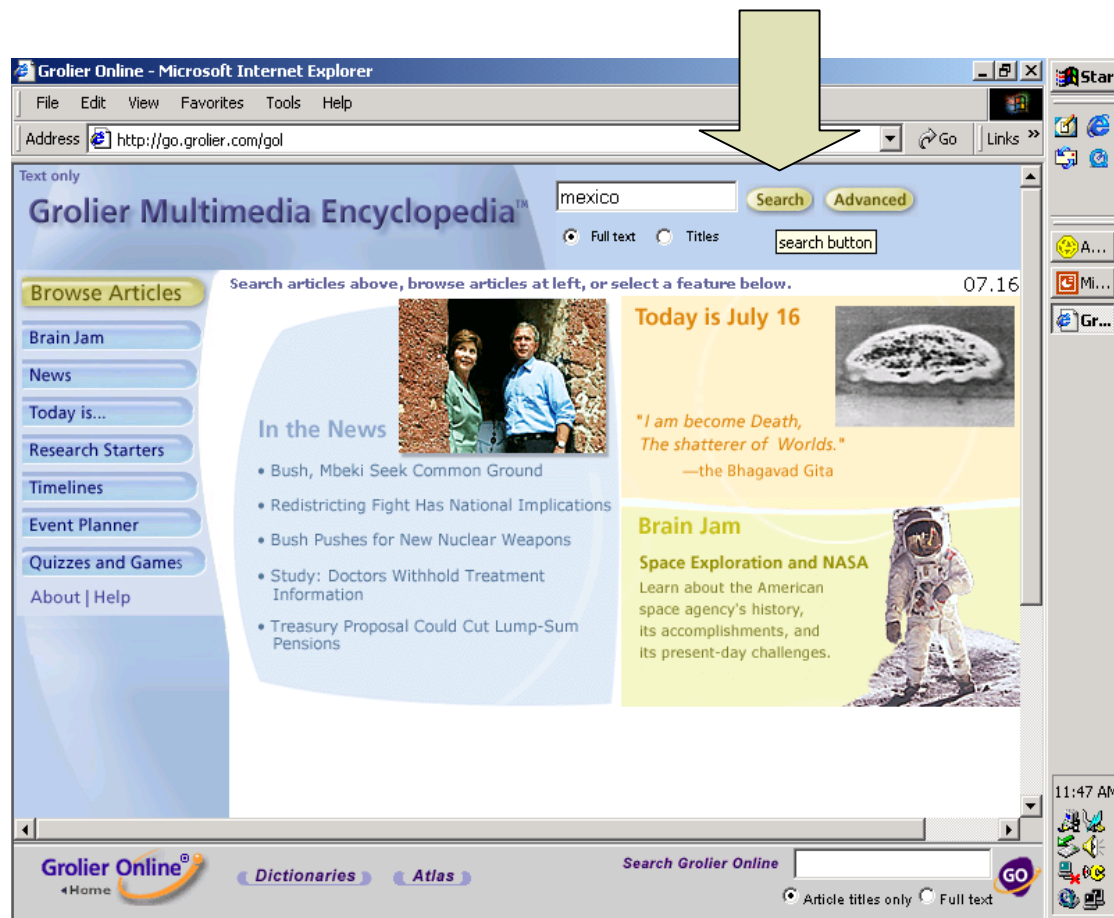 Grolier Online - Microsoft Internet Explorer
File Edit View Favorites Tools Help
Address http://go.grolier.com/gol Go Links »
Text only
Grolier Multimedia Encyclopedia™
mexico Search Advanced
Full text Titles
search button
Browse Articles
Brain Jam
News
Today is...
Research Starters
Timelines
Event Planner
Quizzes and Games
About | Help
Search articles above, browse articles at left, or select a feature below.
07.16
In the News
• Bush, Mbeki Seek Common Ground
• Redistricting Fight Has National Implications
• Bush Pushes for New Nuclear Weapons
• Study: Doctors Withhold Treatment
Information
• Treasury Proposal Could Cut Lump-Sum
Pensions
Today is July 16
"I am become Death,
The shatterer of Worlds."
—the Bhagavad Gita
Brain Jam
Space Exploration and NASA
Learn about the American
space agency's history,
its accomplishments, and
its present-day challenges.
Grolier Online®
Home
Dictionaries
Atlas
Search Grolier Online
GO
Article titles only Full text
Star
A...
Mi...
Gr...
11:47 AM